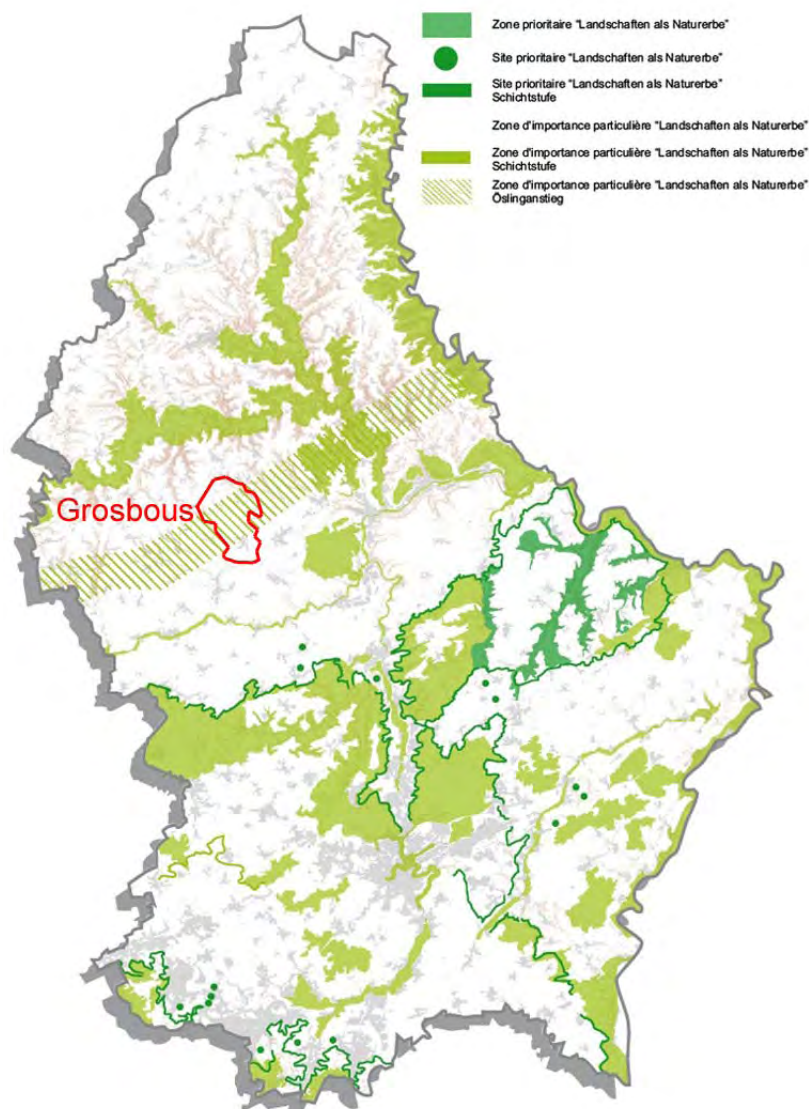 Zone prioritaire "Landschaften als Naturerbe"
Site prioritaire "Landschaften als Naturerbe"
Site prioritaire "Landschaften als Naturerbe"
Schichtstufe
Zone d'importance particulière "Landschaften als Naturerbe"
Zone d'importance particulière "Landschaften als Naturerbe"
Schichtstufe
Zone d'importance particulière "Landschaften als Naturerbe"
Öslinganstieg
Grosbous